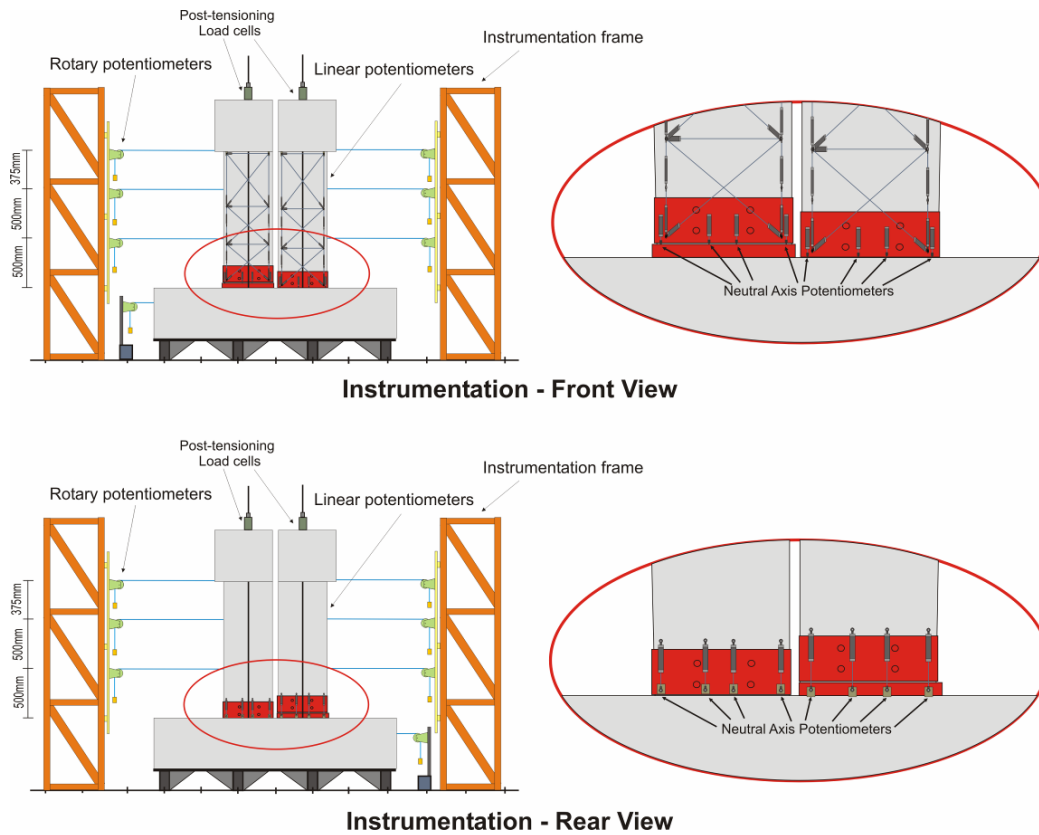 Post-tensioning
Load cells
Instrumentation frame
Rotary potentiometers
Linear potentiometers
375mm
500mm
500mm
Neutral Axis Potentiometers
Instrumentation - Front View
Post-tensioning
Load cells
Instrumentation frame
Rotary potentiometers
Linear potentiometers
375mm
500mm
500mm
Neutral Axis Potentiometers
Instrumentation - Rear View